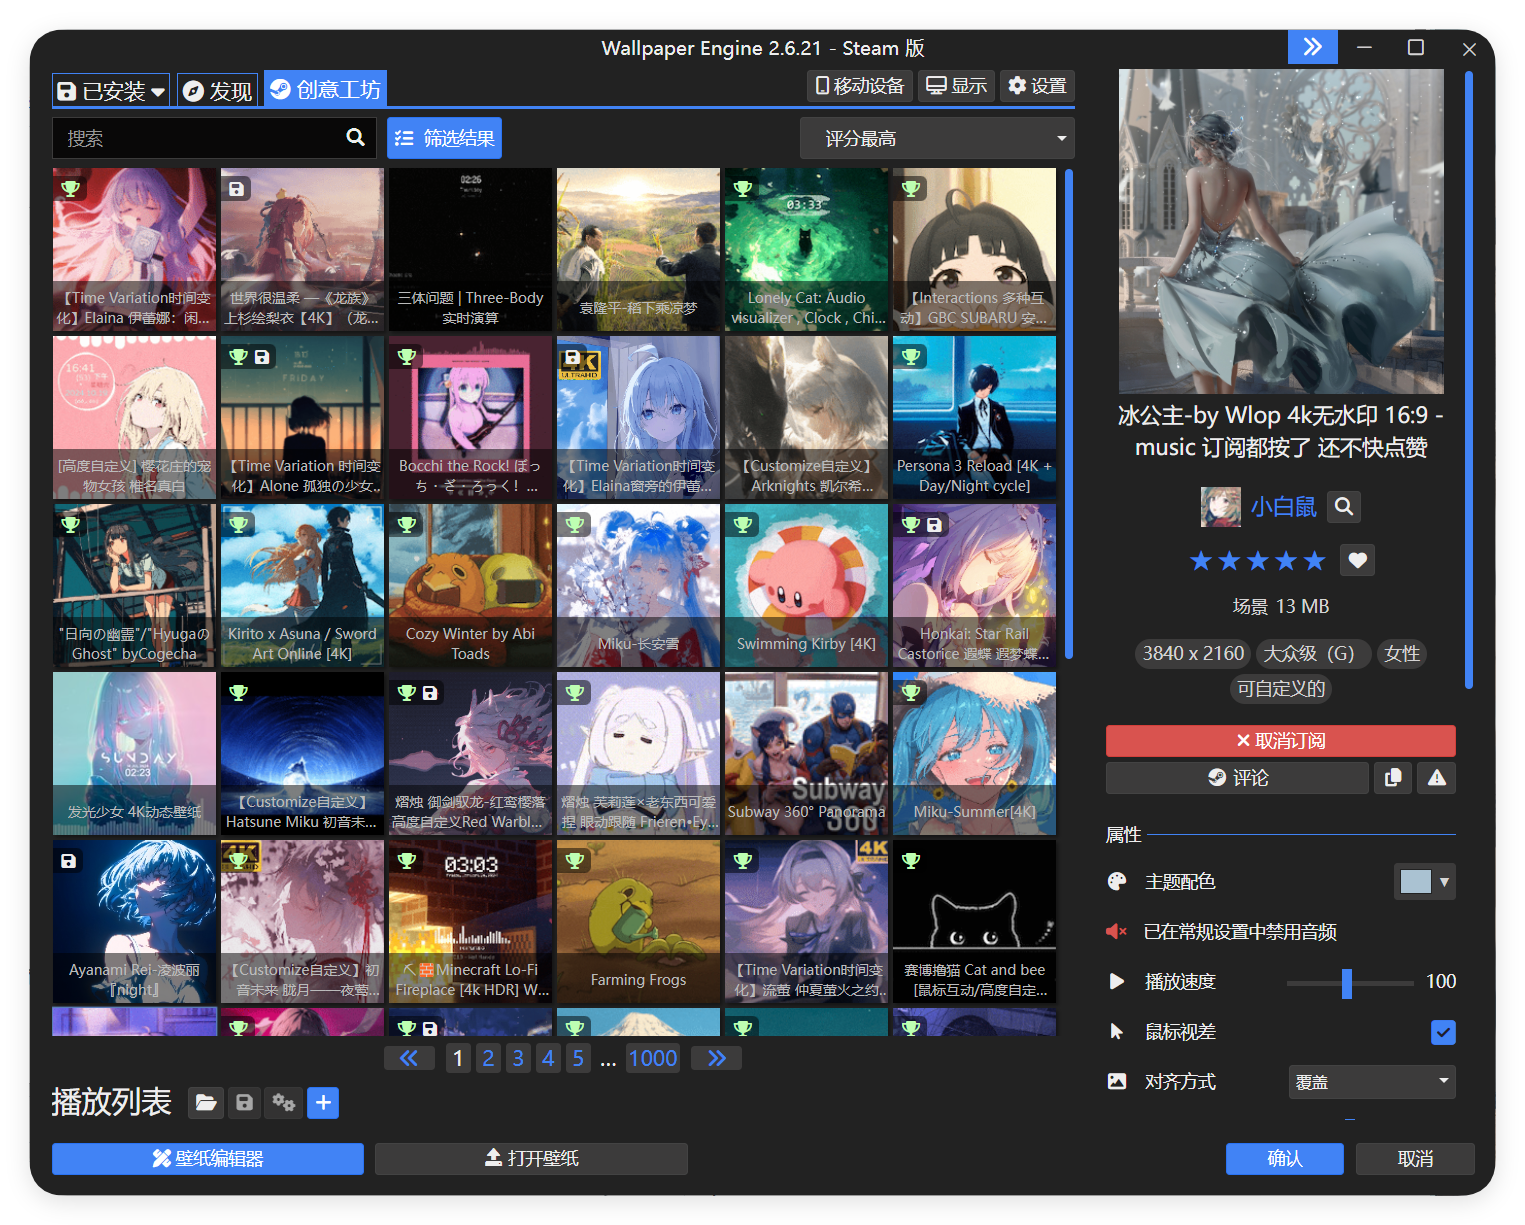 Wallpaper Engine 2.6.21 - Steam 版
已安装
发现
创意工坊
移动设备
显示
设置
搜索
筛选结果
评分最高
【Time Variation时间变
化】Elaina 伊蕾娜：闲...
世界很温柔 —《龙族》
上杉绘梨衣【4K】（龙...
02:26
三体问题 | Three-Body
实时演算
袁隆平-稻下乘凉梦
03:33
Lonely Cat: Audio
visualizer , Clock , Chi...
【Interactions 多种互
动】GBC SUBARU 安...
16:41
[高度自定义] 樱花庄的宠
物女孩 椎名真白
FRIDAY
【Time Variation 时间变
化】Alone 孤独の少女...
Bocchi the Rock! ぼっ
ち・ざ・ろっく！ ...
4K
ULTRAHD
【Time Variation时间变
化】Elaina窗旁的伊蕾...
【Customize自定义】
Arknights 凯尔希...
Persona 3 Reload [4K +
Day/Night cycle]
"日向の幽霊"/"Hyugaの
Ghost" byCogecha
Kirito x Asuna / Sword
Art Online [4K]
Cozy Winter by Abi
Toads
Miku-长安雪
Swimming Kirby [4K]
Honkai: Star Rail
Castorice 遐蝶 遐梦蝶...
SUNDAY
02:23
发光少女 4K动态壁纸
【Customize自定义】
Hatsune Miku 初音未...
熠烛 御剑驭龙-红鸾樱落
高度自定义Red Warbl...
熠烛 芙莉莲×老东西可爱
捏 眼动跟随 Frieren•Ey...
Subway
360
Subway 360° Panorama
Miku-Summer[4K]
Ayanami Rei-凌波丽
『night』
4K
【Customize自定义】初
音未来 胧月——夜莺...
03:03
⛏🧱Minecraft Lo-Fi
Fireplace [4k HDR] W...
Farming Frogs
4K
【Time Variation时间变
化】流萤 仲夏萤火之约...
赛博撸猫 Cat and bee
[鼠标互动/高度自定...
1 2 3 4 5 ... 1000
播放列表
壁纸编辑器
打开壁纸
冰公主-by Wlop 4k无水印 16:9 -
music 订阅都按了 还不快点赞
小白鼠
场景 13 MB
3840 x 2160
大众级（G）
女性
可自定义的
取消订阅
评论
属性
主题配色
已在常规设置中禁用音频
播放速度
100
鼠标视差
对齐方式
覆盖
确认
取消